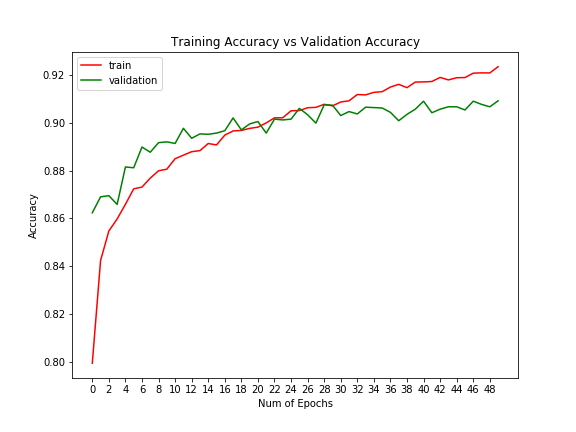 Training Accuracy vs Validation Accuracy
train
validation
0.92
0.90
0.88
0.86
0.84
0.82
0.80
Accuracy
0 2 4 6 8 10 12 14 16 18 20 22 24 26 28 30 32 34 36 38 40 42 44 46 48
Num of Epochs